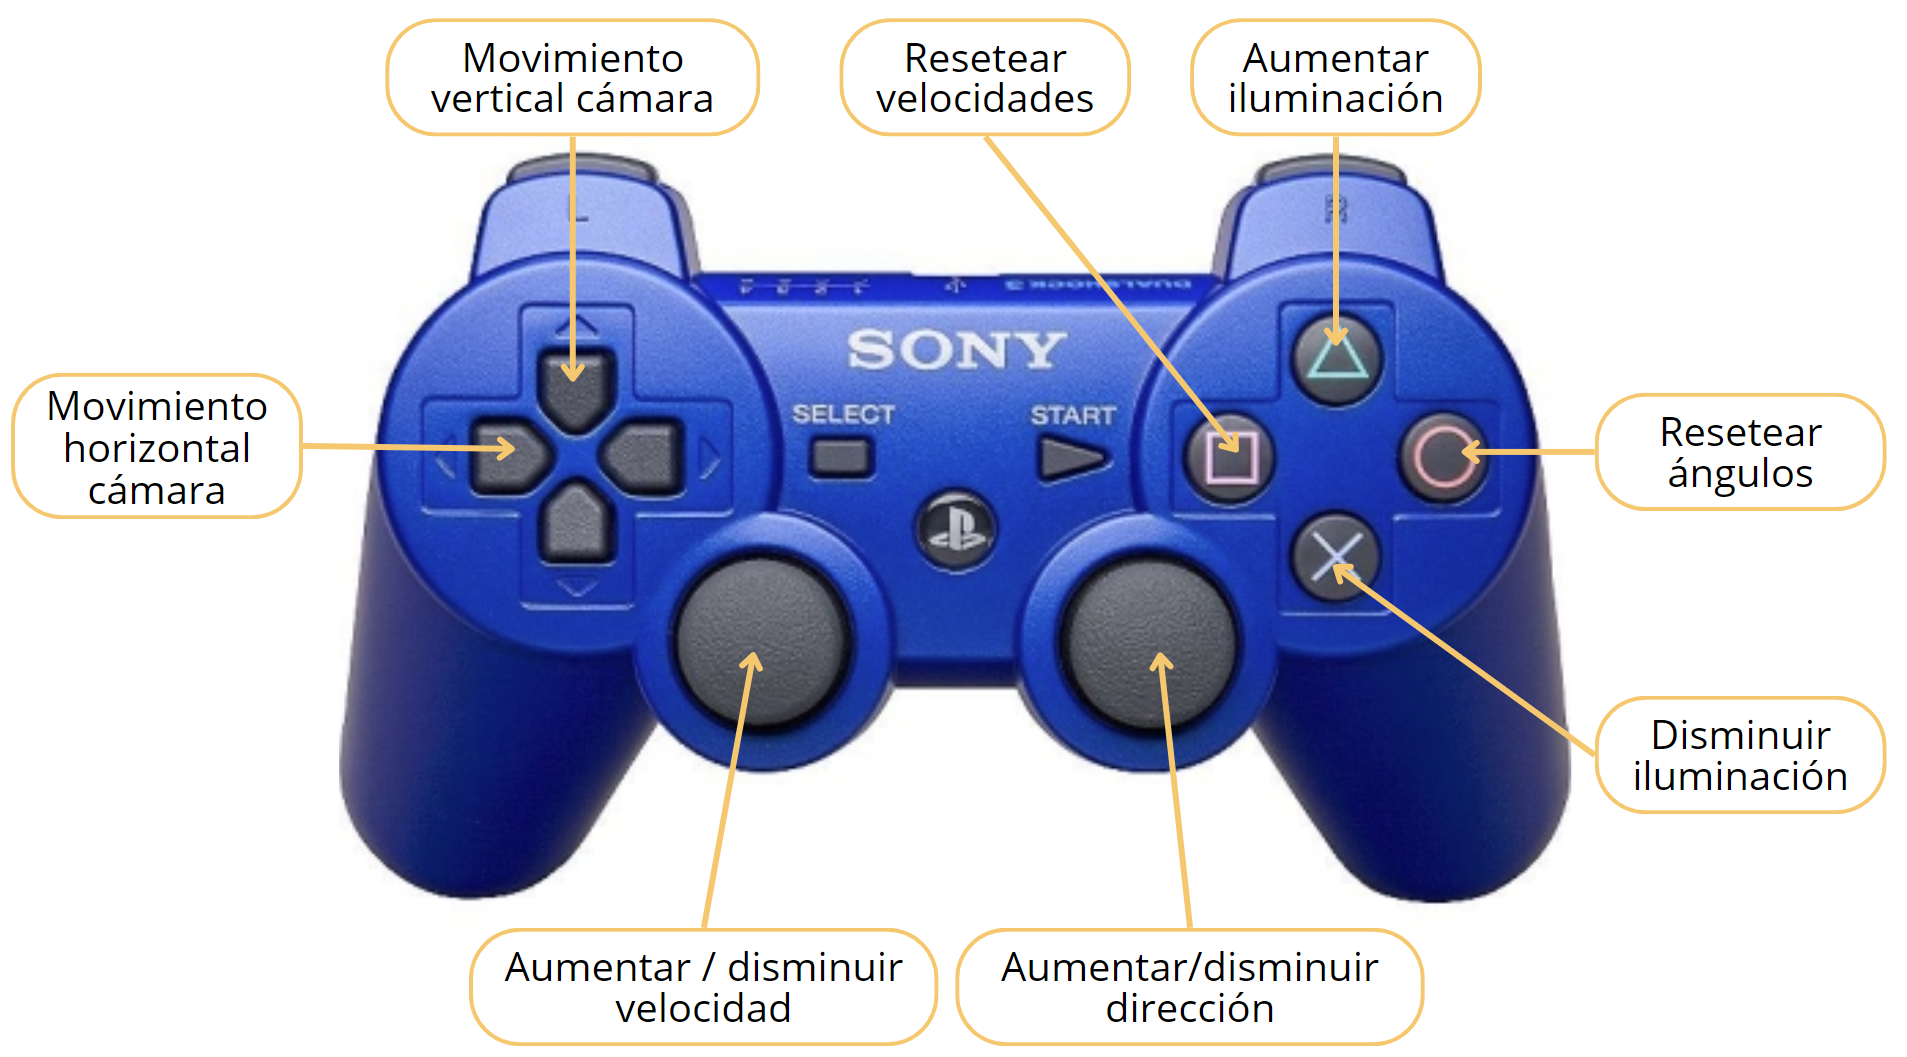 Movimiento
vertical cámara
Resetear
velocidades
Aumentar
iluminación
SONY
SELECT
START
Movimiento
horizontal
cámara
Resetear
ángulos
Disminuir
iluminación
Aumentar / disminuir
velocidad
Aumentar/disminuir
dirección